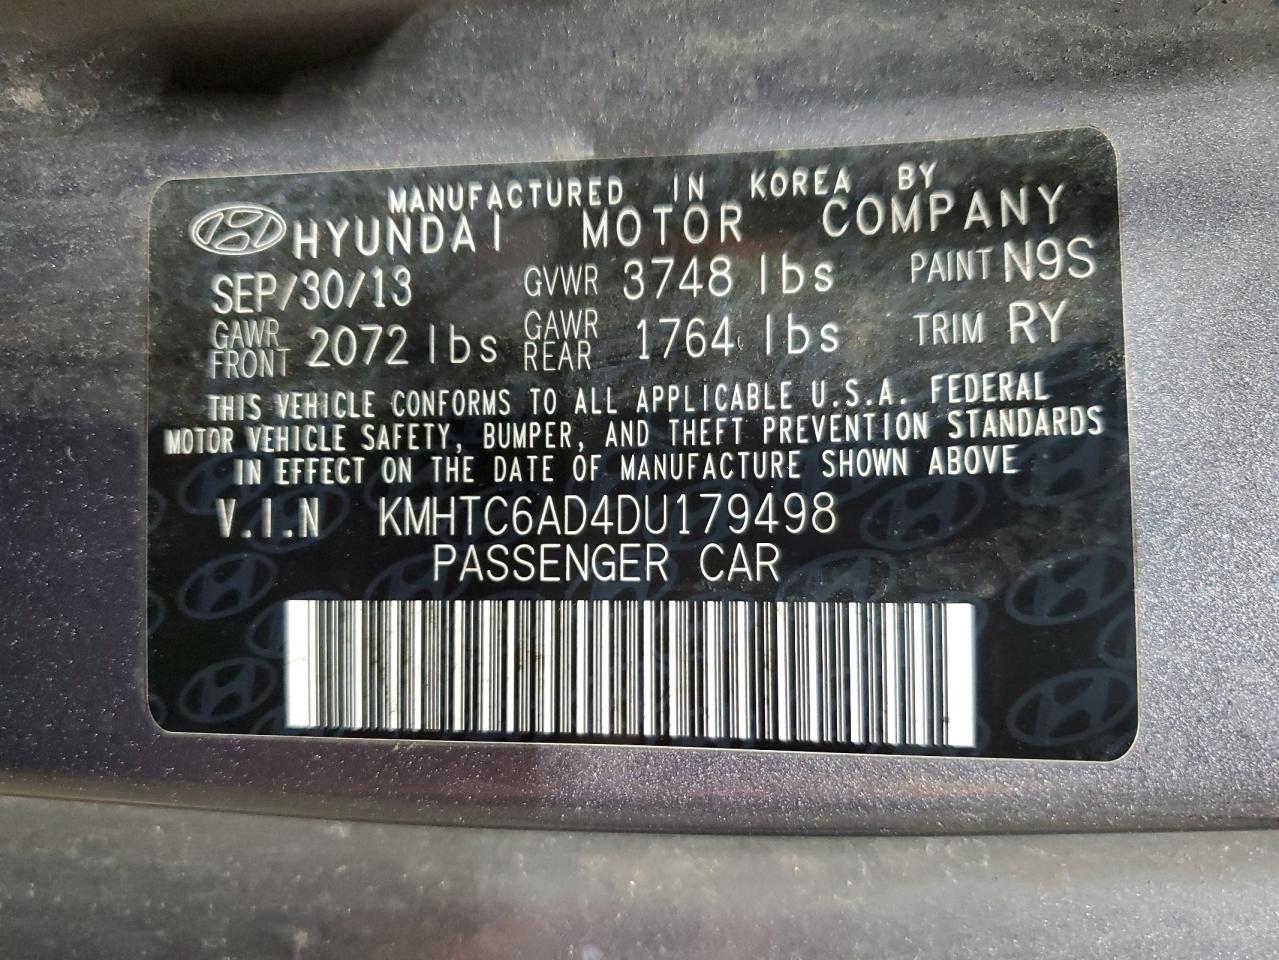 MANUFACTURED IN KOREA BY
HYUNDAI MOTOR COMPANY
SEP/30/13 GVWR 3748 lbs PAINT N9S
GAWR FRONT 2072 lbs GAWR REAR 1764 lbs TRIM RY
THIS VEHICLE CONFORMS TO ALL APPLICABLE U.S.A. FEDERAL
MOTOR VEHICLE SAFETY, BUMPER, AND THEFT PREVENTION STANDARDS
IN EFFECT ON THE DATE OF MANUFACTURE SHOWN ABOVE
V.I.N KMHTC6AD4DU179498
PASSENGER CAR